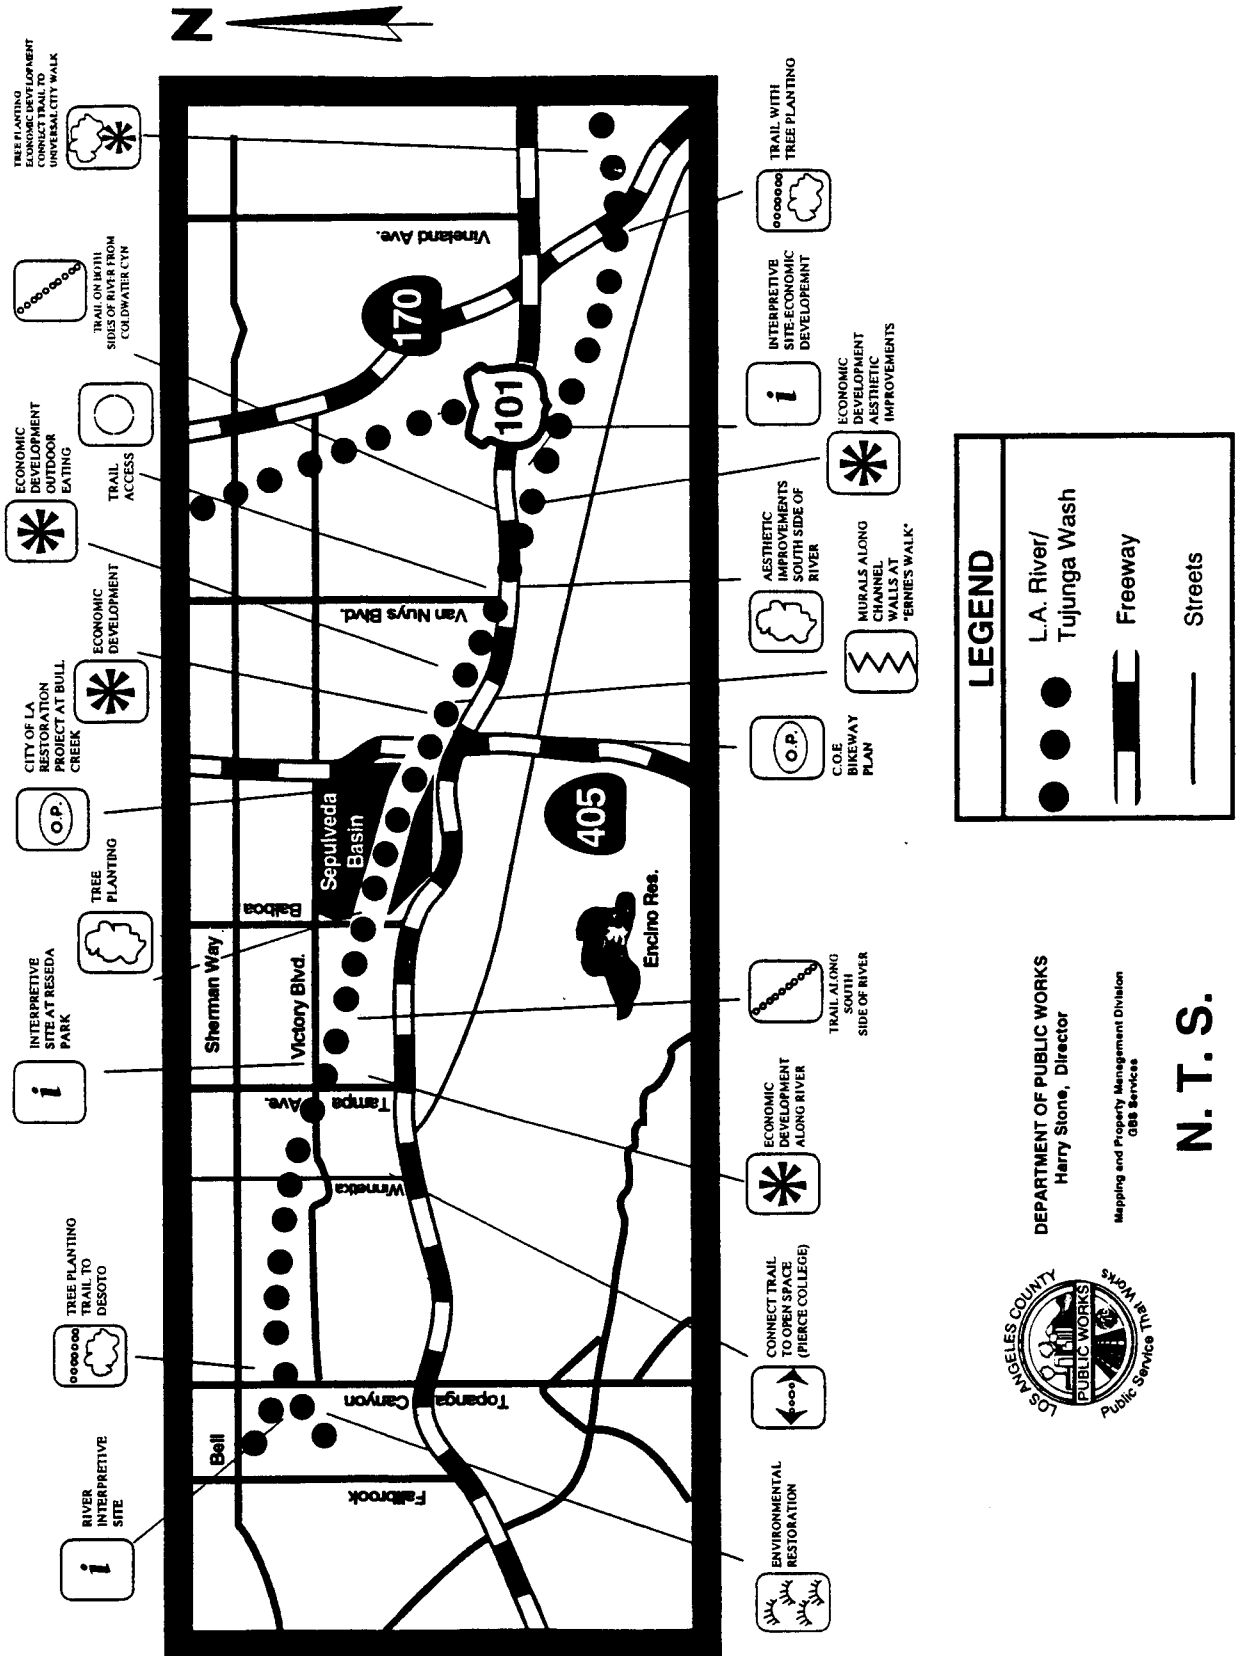 N
RIVER
INTERPRETIVE
SITE
i
TREE PLANTING
TRAIL TO
DESOTO
INTERPRETIVE
SITE AT RESEDA
PARK
i
TREE
PLANTING
CITY OF LA
RESTORATION
PROJECT AT BULL
CREEK
O.P.
ECONOMIC
DEVELOPMENT
ECONOMIC
DEVELOPMENT
OUTDOOR
EATING
TRAIL
ACCESS
TRAIL ON BOTH
SIDES OF RIVER FROM
COLDWATER CYN
TREE PLANTING
ECONOMIC DEVELOPMENT
CONNECT TRAIL TO
UNIVERSAL CITY WALK
Bell
Sherman Way
Victory Blvd.
Fallbrook
Topanga
Canyon
Winnetka
Tampa
Ave.
Balboa
Sepulveda
Basin
Van Nuys Blvd.
Vineland Ave.
170
101
405
Encino Res.
ENVIRONMENTAL
RESTORATION
CONNECT TRAIL
TO OPEN SPACE
(PIERCE COLLEGE)
ECONOMIC
DEVELOPMENT
ALONG RIVER
TRAIL ALONG
SOUTH
SIDE OF RIVER
O.P.
C.O.E
BIKEWAY
PLAN
MURALS ALONG
CHANNEL
WALLS AT
"ERNIE'S WALK"
AESTHETIC
IMPROVEMENTS
SOUTH SIDE OF
RIVER
ECONOMIC
DEVELOPMENT
AESTHETIC
IMPROVEMENTS
i
INTERPRETIVE
SITE-ECONOMIC
DEVELOPEMNT
TRAIL WITH
TREE PLANTING
LOS ANGELES COUNTY
PUBLIC WORKS
Public Service That Works
DEPARTMENT OF PUBLIC WORKS
Harry Stone, Director
Mapping and Property Management Division
GBS Services
N. T. S.
LEGEND
L.A. River/
Tujunga Wash
Freeway
Streets